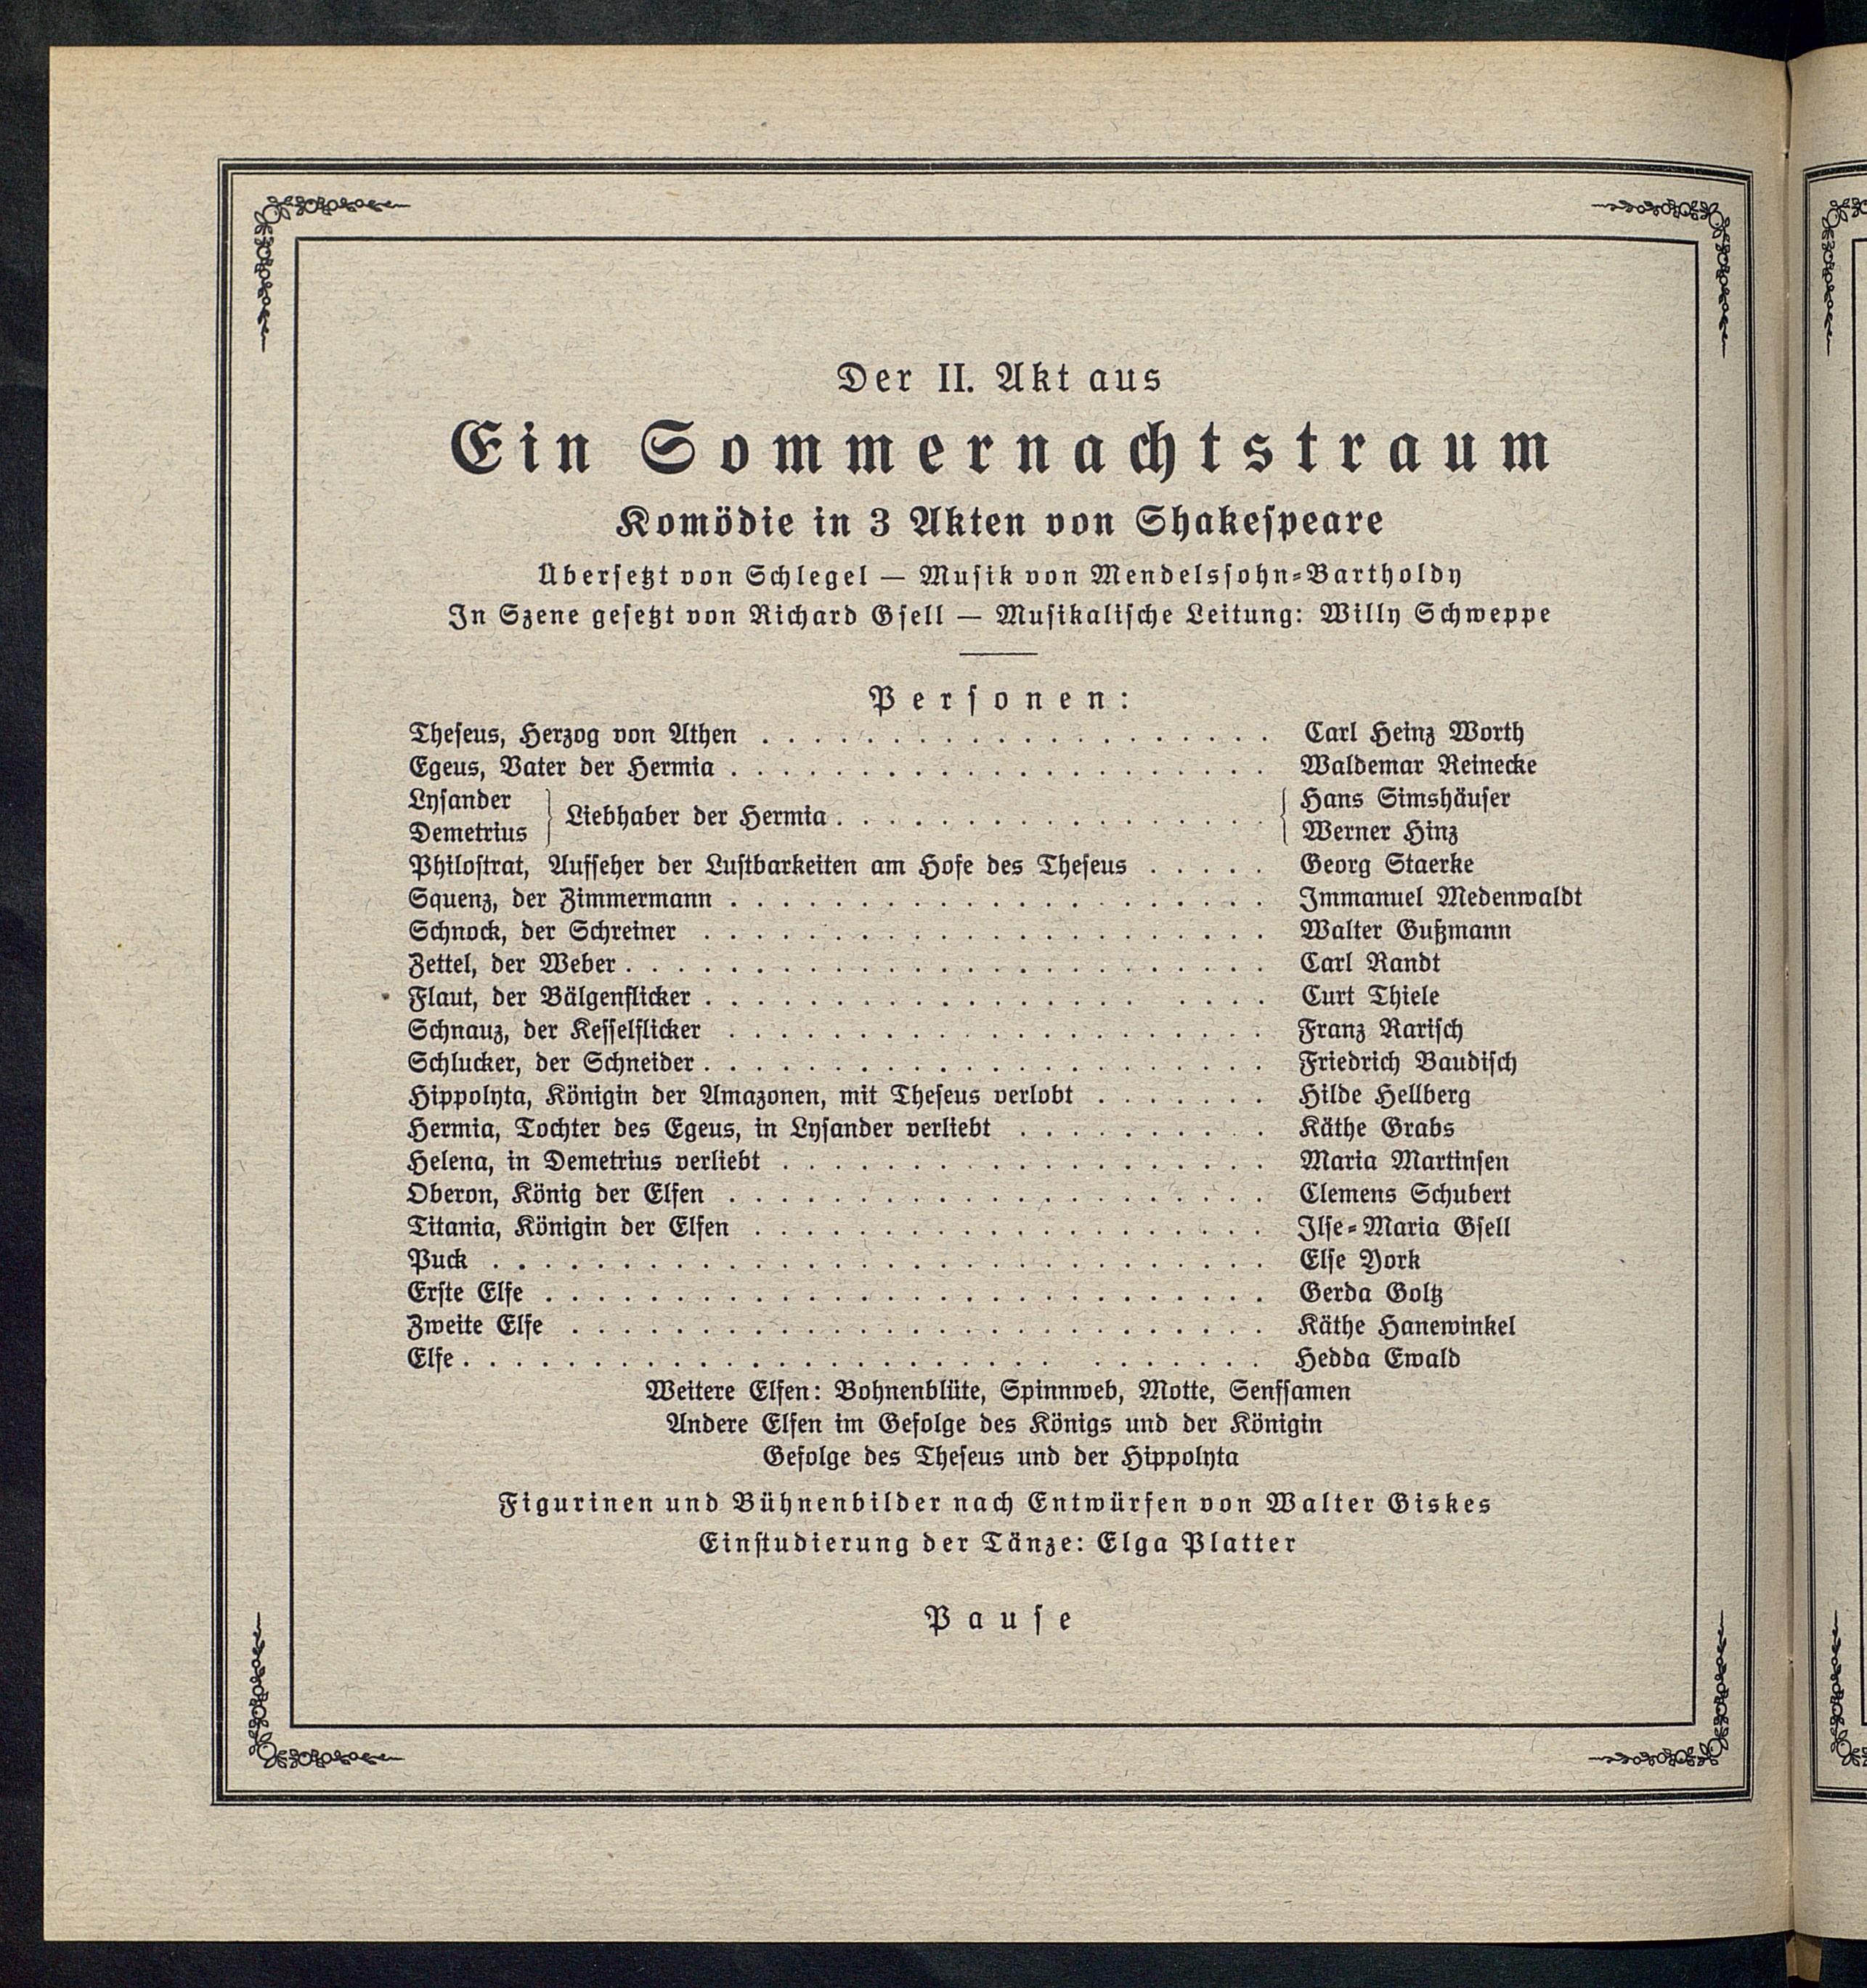 Der II. Akt aus
Ein Sommernachtstraum
Komödie in 3 Akten von Shakespeare
Übersetzt von Schlegel — Musik von Mendelssohn-Bartholdy
In Szene gesetzt von Richard Gsell — Musikalische Leitung: Willy Schweppe
Personen:
Theseus, Herzog von Athen . . . . . . . . . . . . . . . . . . . . Carl Heinz Worth
Egeus, Vater der Hermia . . . . . . . . . . . . . . . . . . . . . Waldemar Reinecke
Lysander } Liebhaber der Hermia . . . . . . . . . . . . . . . . . { Hans Simshäuser
Demetrius } { Werner Hinz
Philostrat, Aufseher der Lustbarkeiten am Hofe des Theseus . . . . . Georg Staerke
Squenz, der Zimmermann . . . . . . . . . . . . . . . . . . . . . Immanuel Medenwaldt
Schnock, der Schreiner . . . . . . . . . . . . . . . . . . . . . . Walter Gußmann
Zettel, der Weber . . . . . . . . . . . . . . . . . . . . . . . . . Carl Randt
Flaut, der Bälgenflicker . . . . . . . . . . . . . . . . . . . . . . Curt Thiele
Schnauz, der Kesselflicker . . . . . . . . . . . . . . . . . . . . . Franz Rarisch
Schlucker, der Schneider . . . . . . . . . . . . . . . . . . . . . . Friedrich Baudisch
Hippolyta, Königin der Amazonen, mit Theseus verlobt . . . . . . . Hilde Hellberg
Hermia, Tochter des Egeus, in Lysander verliebt . . . . . . . . . . Käthe Grabs
Helena, in Demetrius verliebt . . . . . . . . . . . . . . . . . . . Maria Martinsen
Oberon, König der Elfen . . . . . . . . . . . . . . . . . . . . . Clemens Schubert
Titania, Königin der Elfen . . . . . . . . . . . . . . . . . . . . Ilse-Maria Gsell
Puck . . . . . . . . . . . . . . . . . . . . . . . . . . . . . . Else York
Erste Elfe . . . . . . . . . . . . . . . . . . . . . . . . . . . . Gerda Goltz
Zweite Elfe . . . . . . . . . . . . . . . . . . . . . . . . . . . Käthe Hanewinkel
Elfe . . . . . . . . . . . . . . . . . . . . . . . . . . . . . . Hedda Ewald
Weitere Elfen: Bohnenblüte, Spinnweb, Motte, Senfsamen
Andere Elfen im Gefolge des Königs und der Königin
Gefolge des Theseus und der Hippolyta
Figurinen und Bühnenbilder nach Entwürfen von Walter Giskes
Einstudierung der Tänze: Elga Platter
Pause